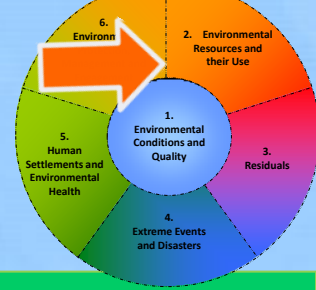 6.
2. Environmental
Resources and
their Use
1.
Environmental
Conditions and
Quality
3.
Residuals
4.
Extreme Events
and Disasters
5.
Human
Settlements and
Environmental
Health